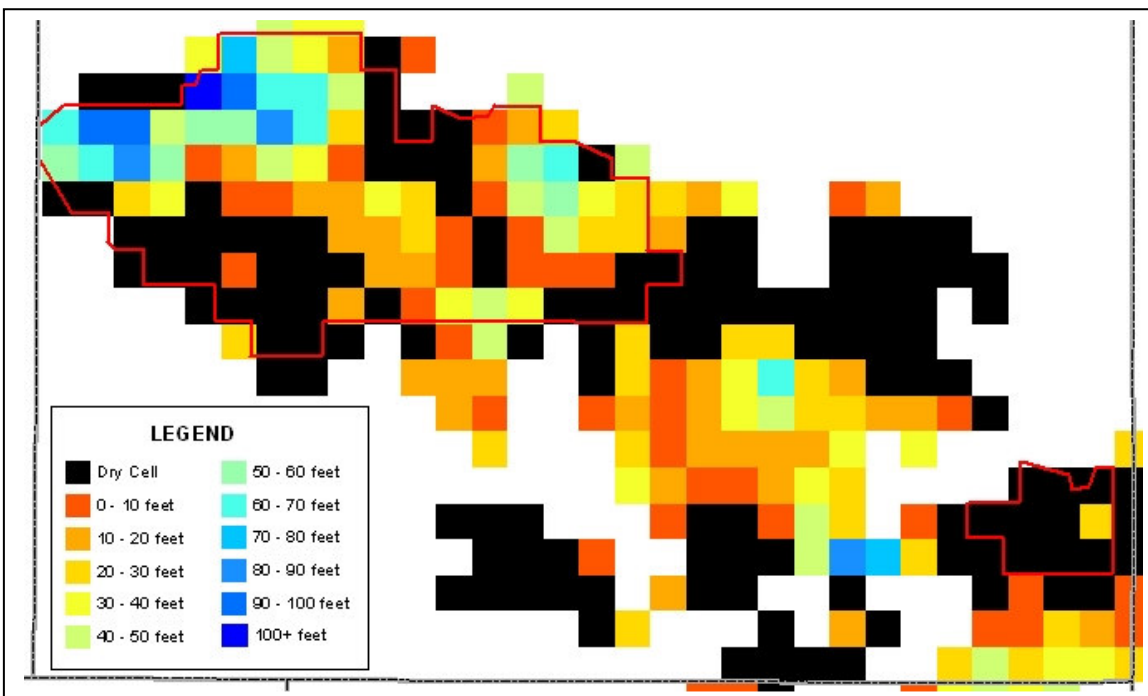 LEGEND
Dry Cell
0 - 10 feet
10 - 20 feet
20 - 30 feet
30 - 40 feet
40 - 50 feet
50 - 60 feet
60 - 70 feet
70 - 80 feet
80 - 90 feet
90 - 100 feet
100+ feet